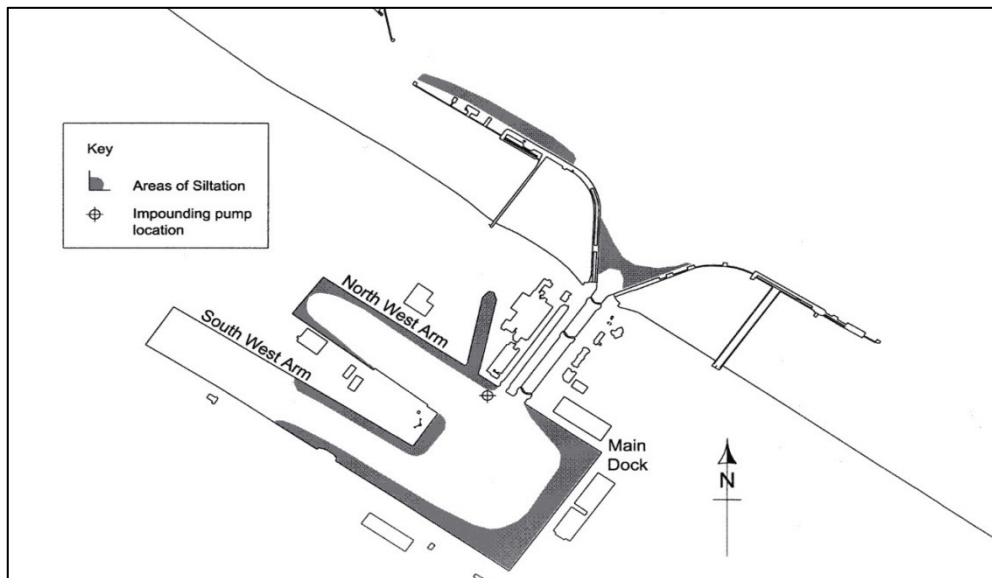 Key
Areas of Siltation
Impounding pump
location
North West Arm
South West Arm
Main
Dock
N